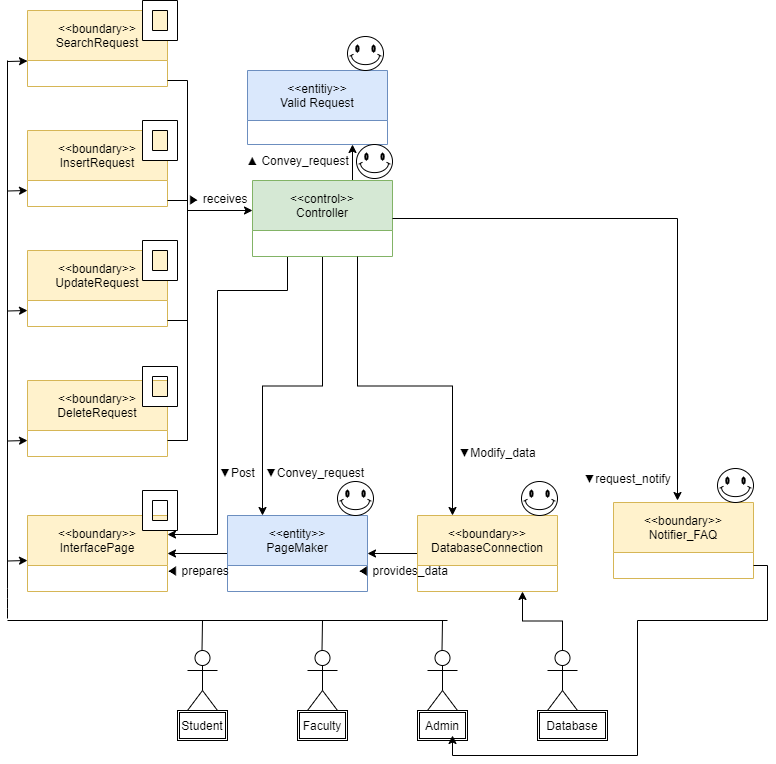 <<boundary>>
SearchRequest
<<entitiy>>
Valid Request
<<boundary>>
InsertRequest
▲ Convey_request
▶ receives
<<control>>
Controller
<<boundary>>
UpdateRequest
<<boundary>>
DeleteRequest
▼Modify_data
▼Post
▼Convey_request
▼request_notify
<<boundary>>
InterfacePage
<<entity>>
PageMaker
<<boundary>>
DatabaseConnection
<<boundary>>
Notifier_FAQ
◀ prepares
◀ provides_data
Student
Faculty
Admin
Database